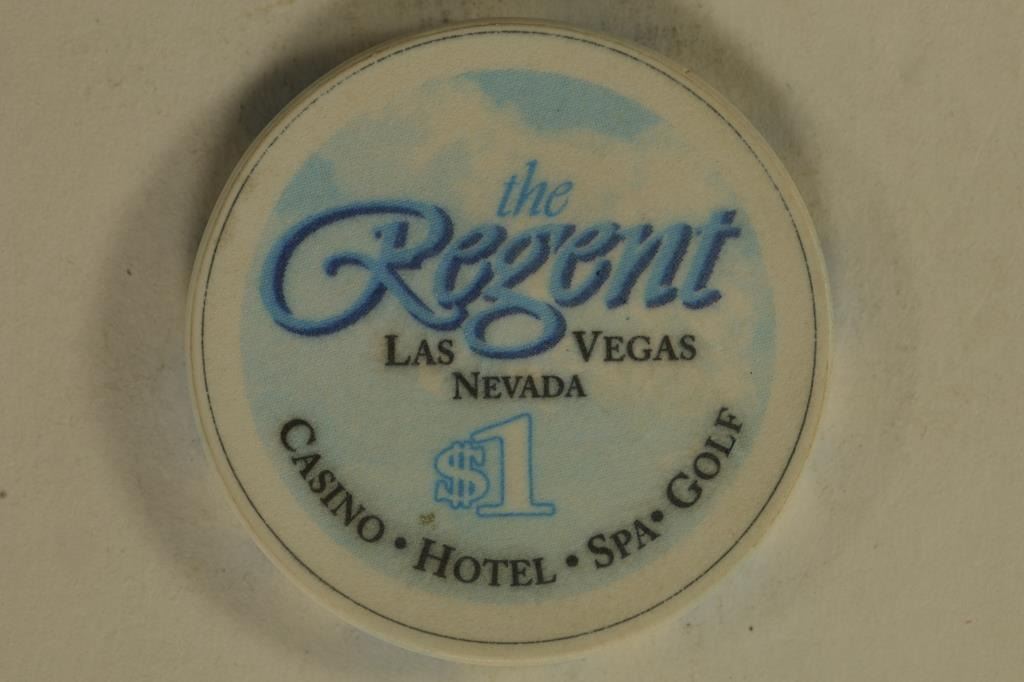 the
Regent
LAS VEGAS
NEVADA
$1
CASINO • HOTEL • SPA • GOLF